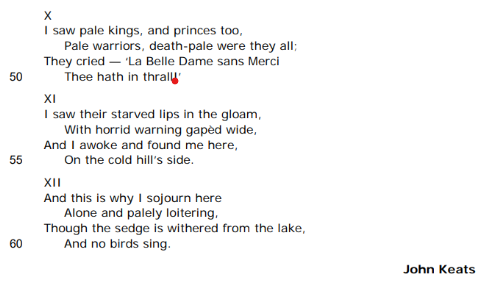 X
I saw pale kings, and princes too,
Pale warriors, death-pale were they all;
They cried — 'La Belle Dame sans Merci
50 Thee hath in thrall!'
XI
I saw their starved lips in the gloam,
With horrid warning gapèd wide,
And I awoke and found me here,
55 On the cold hill's side.
XII
And this is why I sojourn here
Alone and palely loitering,
Though the sedge is withered from the lake,
60 And no birds sing.
John Keats